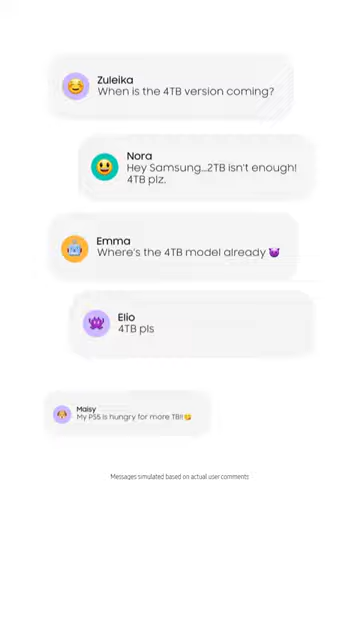 Zuleika
When is the 4TB version coming?
Nora
Hey Samsung...2TB isn't enough!
4TB plz.
Emma
Where's the 4TB model already 😈
Elio
4TB pls
Maisy
My PS5 is hungry for more TB!!😋
Messages simulated based on actual user comments